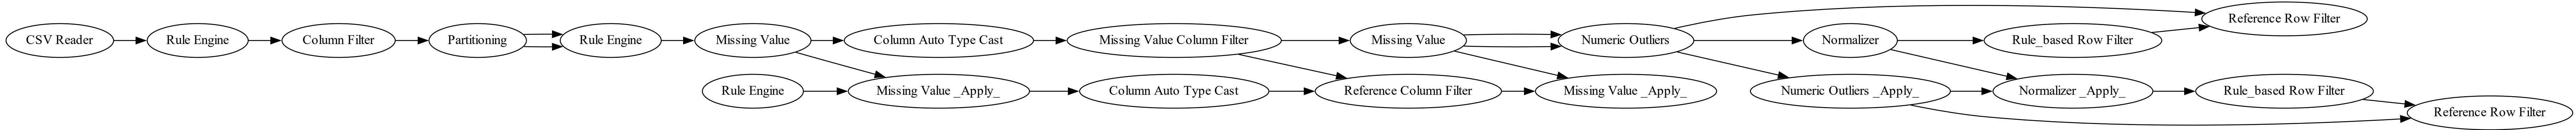 CSV Reader
Rule Engine
Column Filter
Partitioning
Rule Engine
Missing Value
Column Auto Type Cast
Missing Value Column Filter
Missing Value
Numeric Outliers
Normalizer
Rule_based Row Filter
Reference Row Filter
Rule Engine
Missing Value _Apply_
Column Auto Type Cast
Reference Column Filter
Missing Value _Apply_
Numeric Outliers _Apply_
Normalizer _Apply_
Rule_based Row Filter
Reference Row Filter